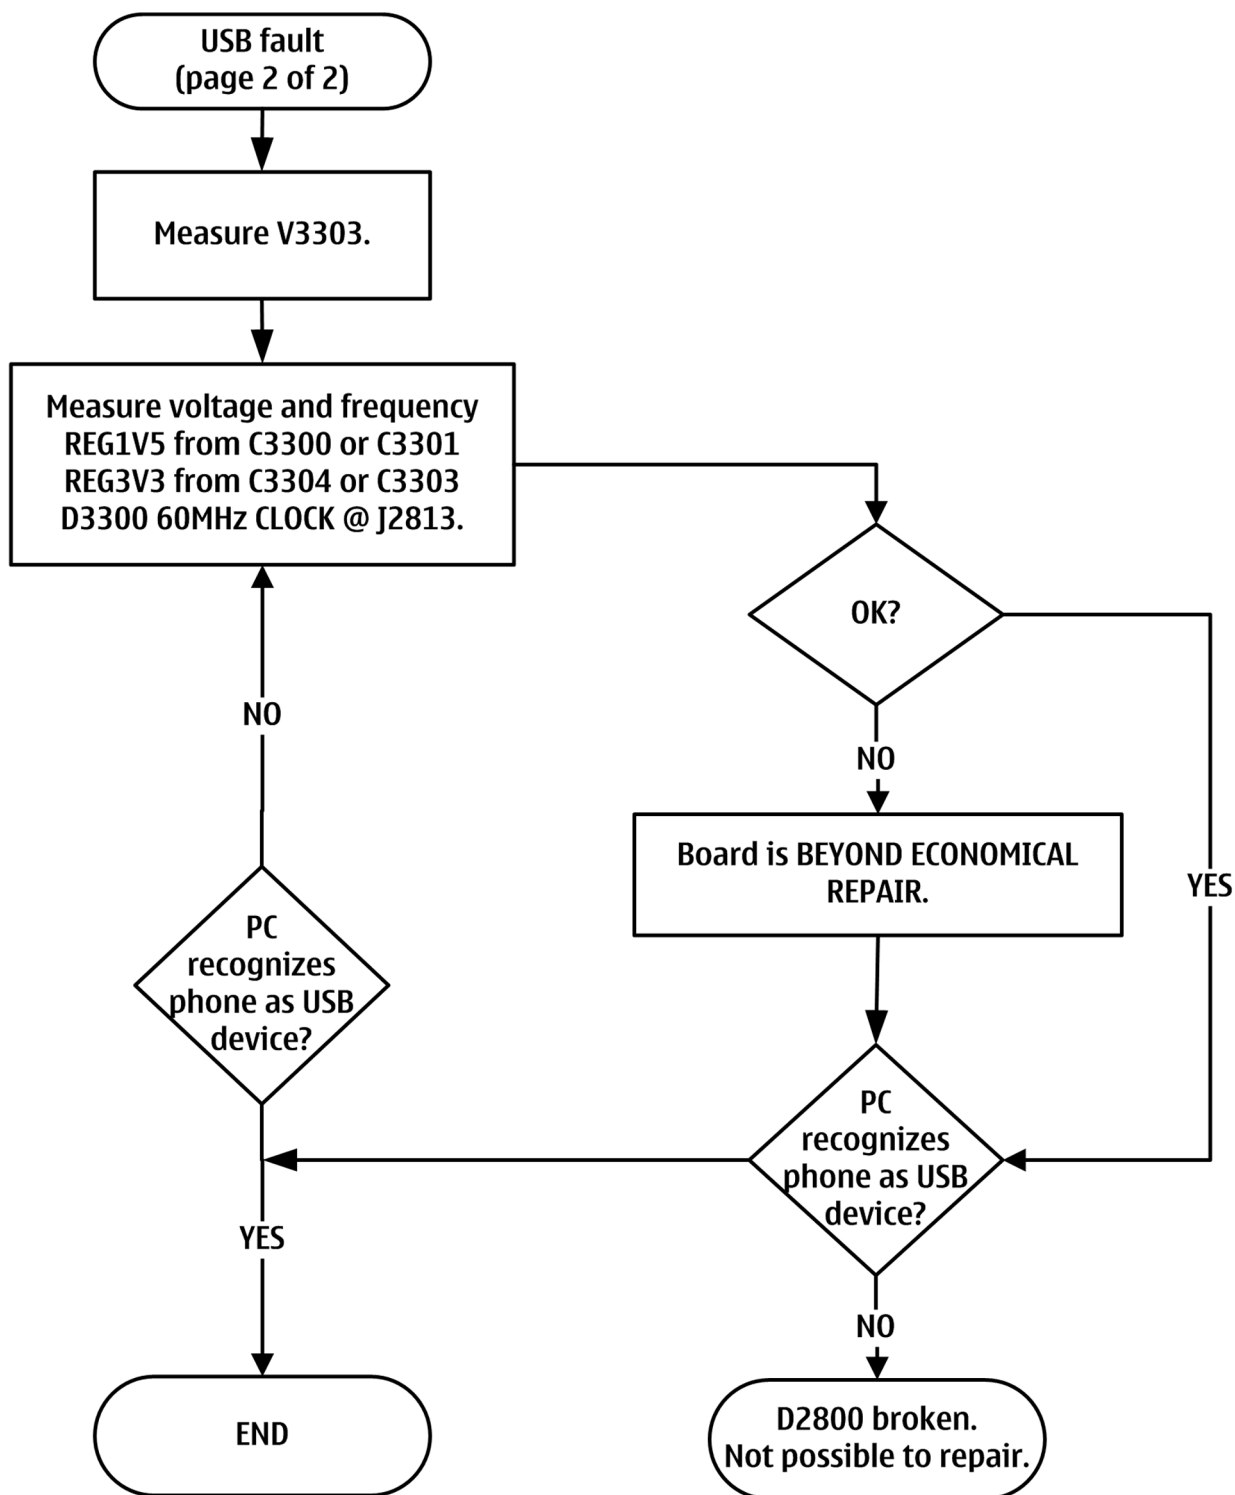 USB fault
(page 2 of 2)
Measure V3303.
Measure voltage and frequency
REG1V5 from C3300 or C3301
REG3V3 from C3304 or C3303
D3300 60MHz CLOCK @ J2813.
OK?
NO
NO
Board is BEYOND ECONOMICAL
REPAIR.
YES
PC
recognizes
phone as USB
device?
PC
recognizes
phone as USB
device?
YES
NO
END
D2800 broken.
Not possible to repair.